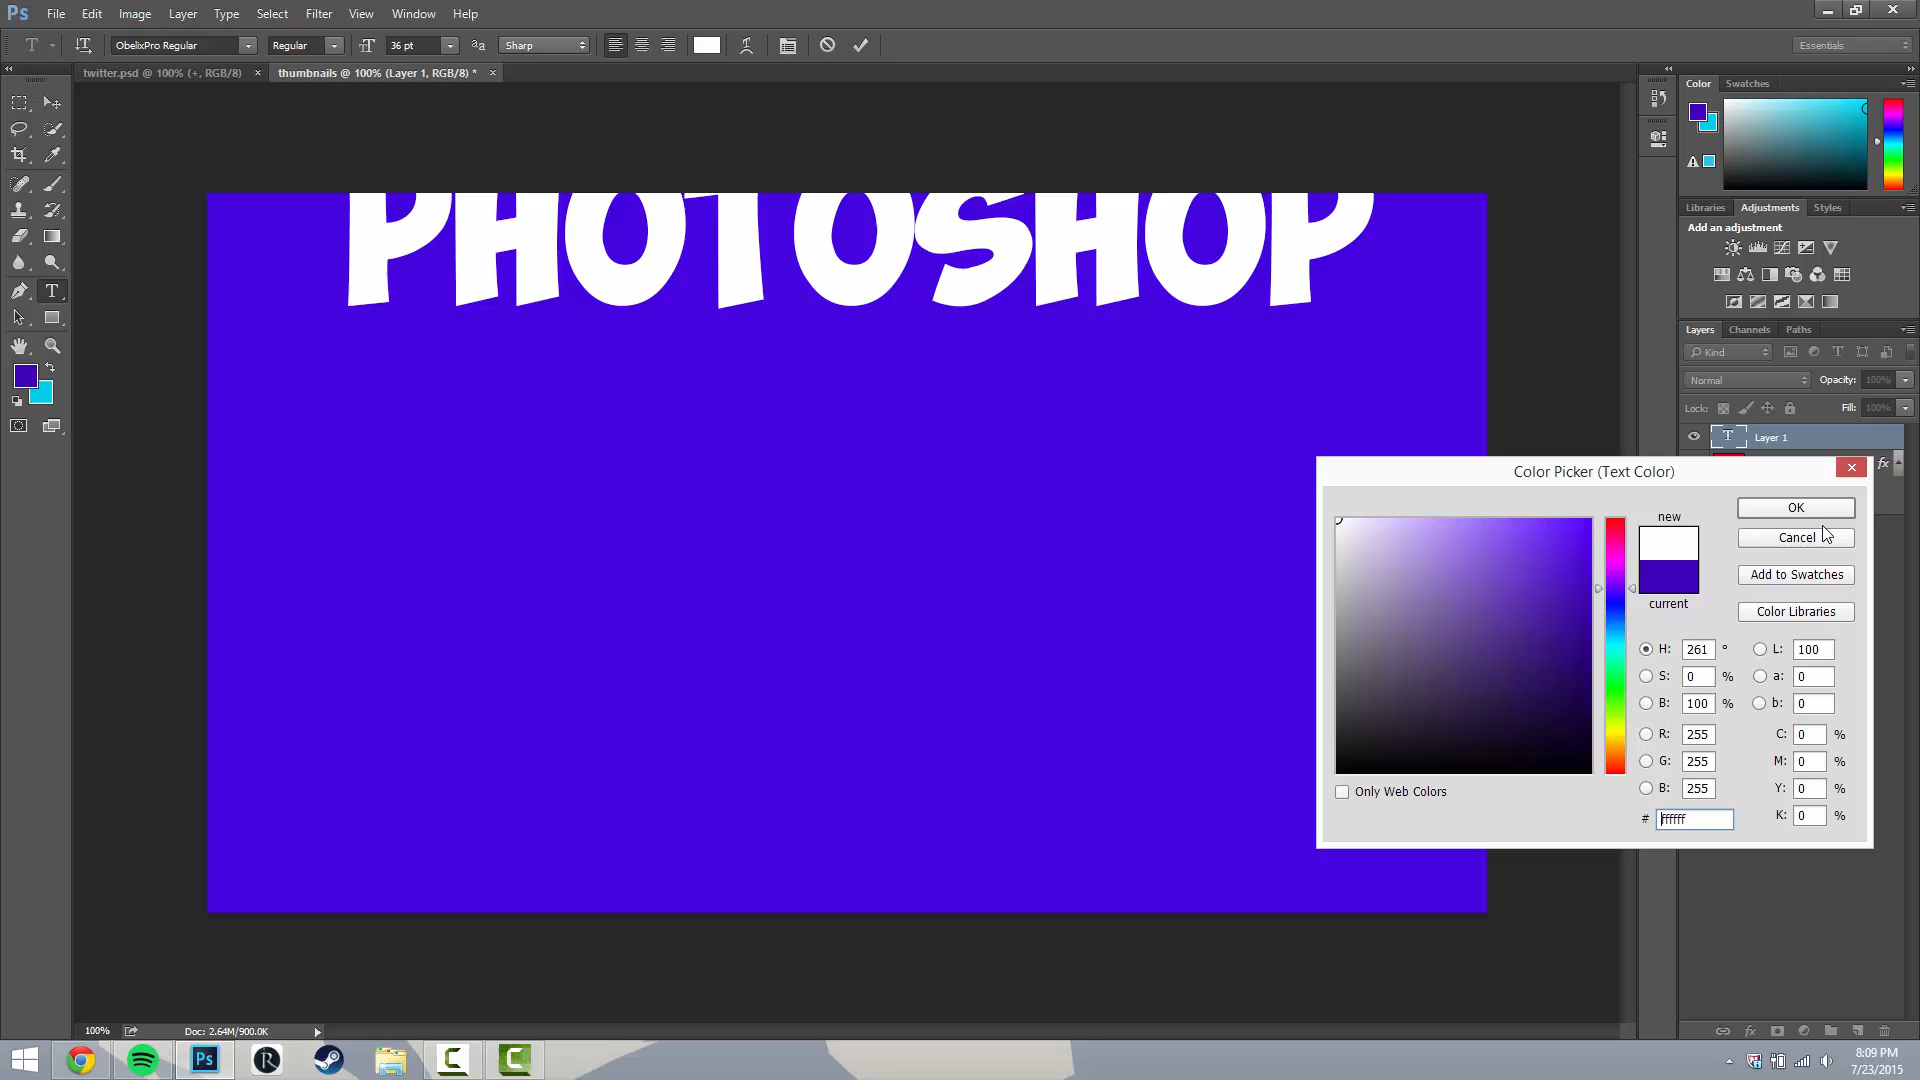 Ps File Edit Image Layer Type Select Filter View Window Help
T ObelixPro Regular Regular T 36 pt aa Sharp Essentials
twitter.psd @ 100% (+, RGB/8) × thumbnails @ 100% (Layer 1, RGB/8) * ×
Color Swatches
PHOTOSHOP
Libraries Adjustments Styles
Add an adjustment
Layers Channels Paths
Kind
Normal Opacity: 100%
Lock: Fill: 100%
T Layer 1
fx
Color Picker (Text Color)
new
current
OK
Cancel
Add to Swatches
Color Libraries
H: 261 °
S: 0 %
B: 100 %
R: 255
G: 255
B: 255
# ffffff
L: 100
a: 0
b: 0
C: 0 %
M: 0 %
Y: 0 %
K: 0 %
Only Web Colors
100% Doc: 2.64M/900.0K
Ps R C C
8:09 PM
7/23/2015